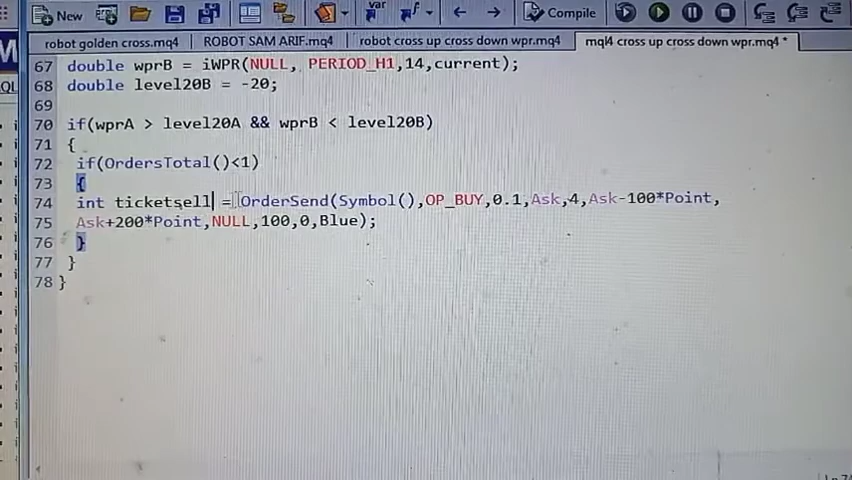 New
var
Compile
robot golden cross.mq4
ROBOT SAM ARIF.mq4
robot cross up cross down wpr.mq4
mql4 cross up cross down wpr.mq4 *
67 double wprB = iWPR(NULL, PERIOD_H1,14,current);
68 double level20B = -20;
69
70 if(wprA > level20A && wprB < level20B)
71 {
72 if(OrdersTotal()<1)
73 {
74 int ticketsell = OrderSend(Symbol(),OP_BUY,0.1,Ask,4,Ask-100*Point,
75 Ask+200*Point,NULL,100,0,Blue);
76 }
77 }
78 }